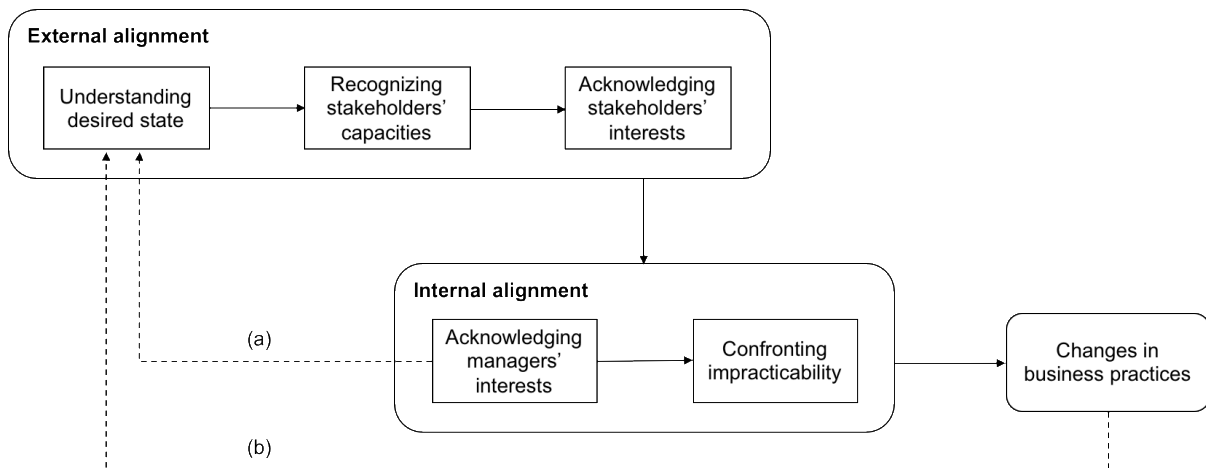 External alignment
Understanding
desired state
Recognizing
stakeholders'
capacities
Acknowledging
stakeholders'
interests
Internal alignment
(a)
Acknowledging
managers'
interests
Confronting
impracticability
Changes in
business practices
(b)